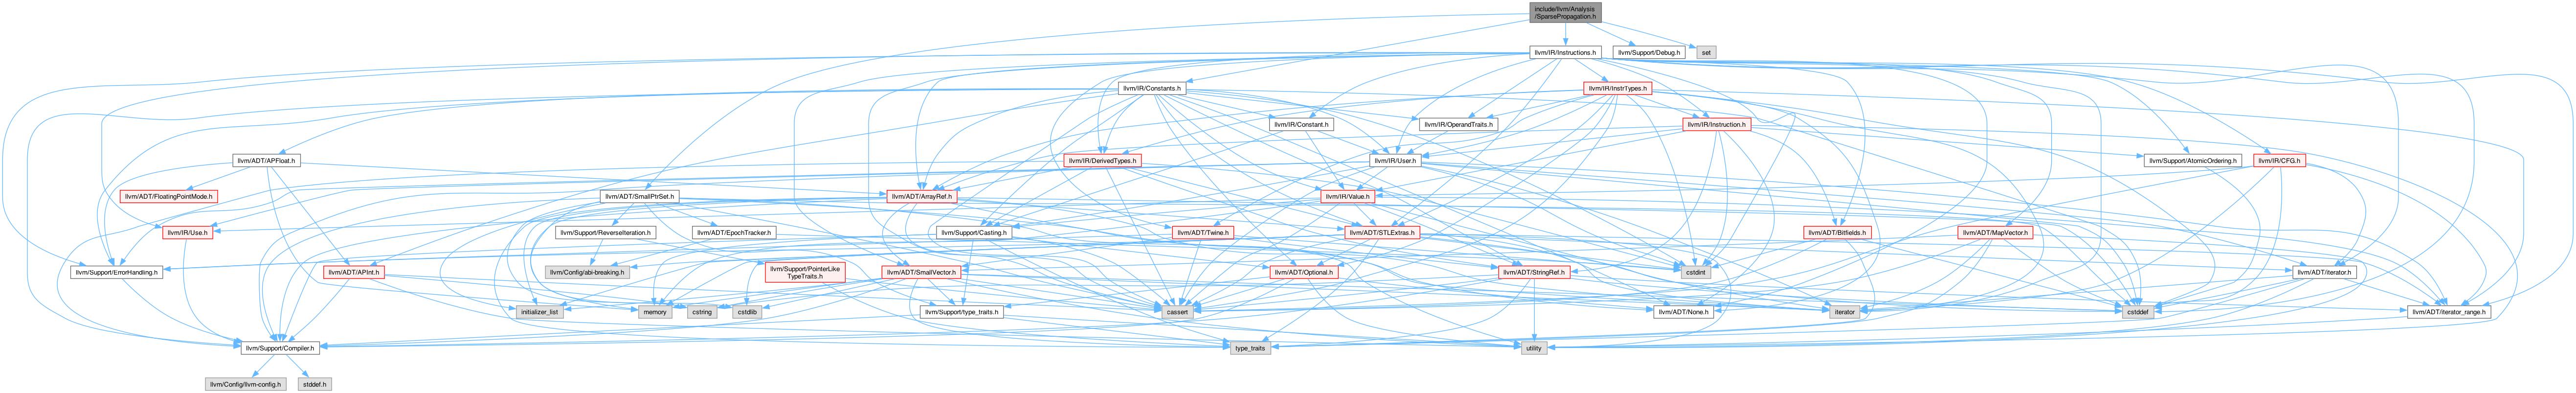 include/llvm/Analysis
/SparsePropagation.h
llvm/IR/Instructions.h
llvm/Support/Debug.h
set
llvm/IR/Constants.h
llvm/IR/InstrTypes.h
llvm/IR/Constant.h
llvm/IR/OperandTraits.h
llvm/IR/Instruction.h
llvm/ADT/APFloat.h
llvm/IR/DerivedTypes.h
llvm/IR/User.h
llvm/Support/AtomicOrdering.h
llvm/IR/CFG.h
llvm/ADT/FloatingPointMode.h
llvm/ADT/SmallPtrSet.h
llvm/ADT/ArrayRef.h
llvm/IR/Value.h
llvm/IR/Use.h
llvm/Support/ReverseIteration.h
llvm/ADT/EpochTracker.h
llvm/Support/Casting.h
llvm/ADT/Twine.h
llvm/ADT/STLExtras.h
llvm/ADT/Bitfields.h
llvm/ADT/MapVector.h
llvm/Support/ErrorHandling.h
llvm/ADT/APInt.h
llvm/Config/abi-breaking.h
llvm/Support/PointerLike
TypeTraits.h
llvm/ADT/SmallVector.h
llvm/ADT/Optional.h
llvm/ADT/StringRef.h
cstdint
llvm/ADT/iterator.h
initializer_list
memory
cstring
cstdlib
llvm/Support/type_traits.h
cassert
llvm/ADT/None.h
iterator
cstddef
llvm/ADT/iterator_range.h
llvm/Support/Compiler.h
type_traits
utility
llvm/Config/llvm-config.h
stddef.h